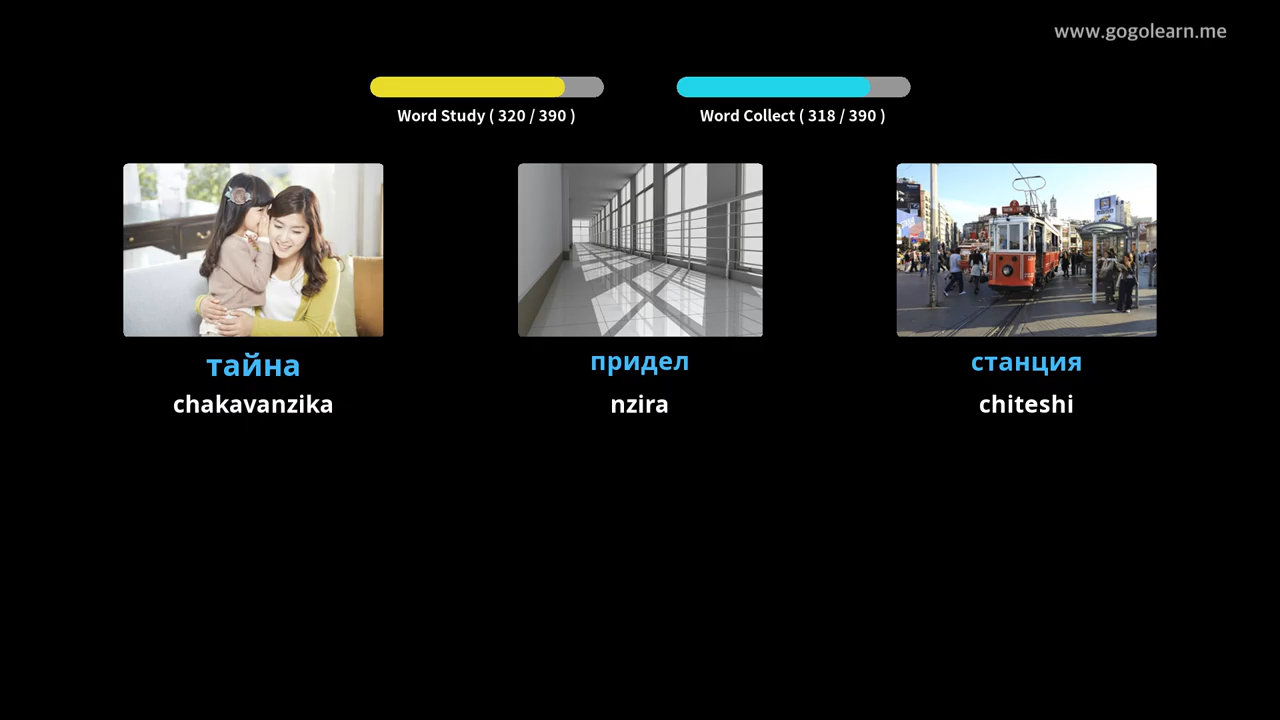 www.gogolearn.me
Word Study ( 320 / 390 )
Word Collect ( 318 / 390 )
тайна
придел
станция
chakavanzika
nzira
chiteshi